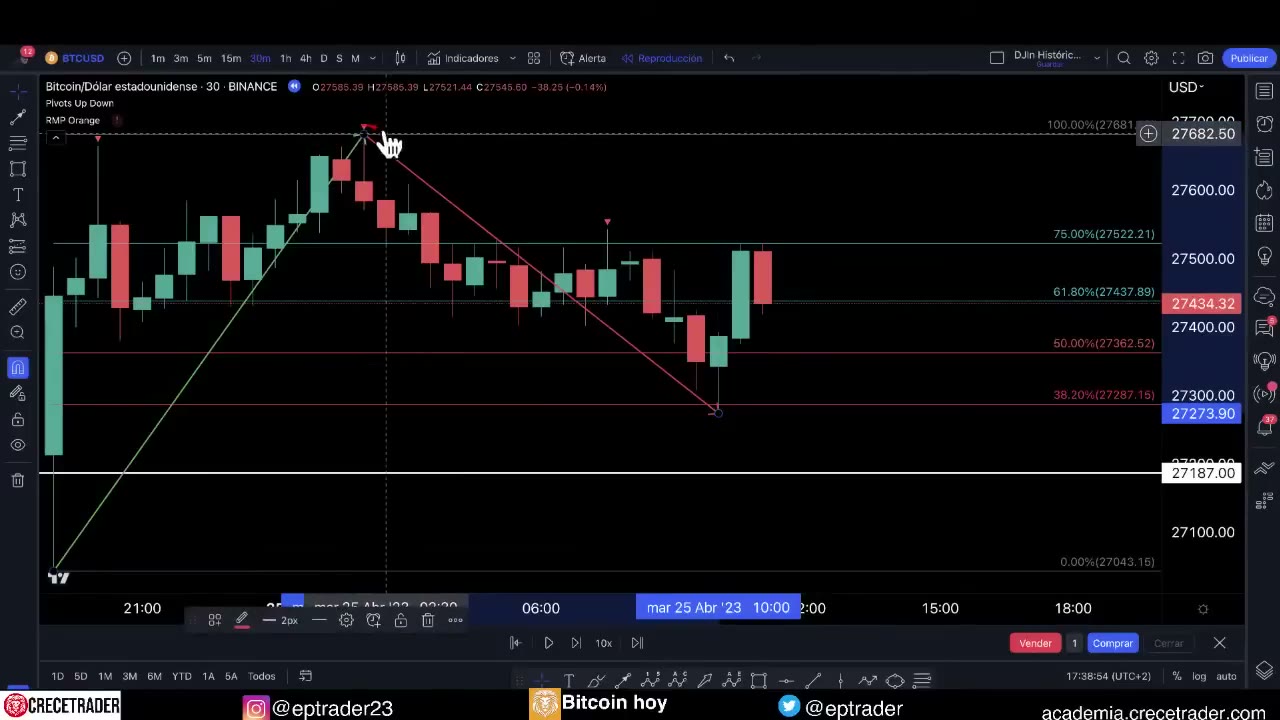 12
BTCUSD 1m 3m 5m 15m 30m 1h 4h D S M Indicadores Alerta Reproducción DJin Históric... Publicar
Guardar
Bitcoin/Dólar estadounidense · 30 · BINANCE O27585.39 H27585.39 L27521.44 C27545.60 −38.25 (−0.14%) USD
Pivots Up Down
RMP Orange
100.00%(27681.
27682.50
27600.00
75.00%(27522.21)
27500.00
61.80%(27437.89)
27434.32
27400.00
50.00%(27362.52)
38.20%(27287.15)
27300.00
27273.90
27187.00
27100.00
0.00%(27043.15)
21:00 06:00 mar 25 Abr '23 10:00 2:00 15:00 18:00
2px
10x Vender 1 Comprar Cerrar
1D 5D 1M 3M 6M YTD 1A 5A Todos 17:38:54 (UTC+2) % log auto
8
37
CRECETRADER @eptrader23 Bitcoin hoy @eptrader academia.crecetrader.com